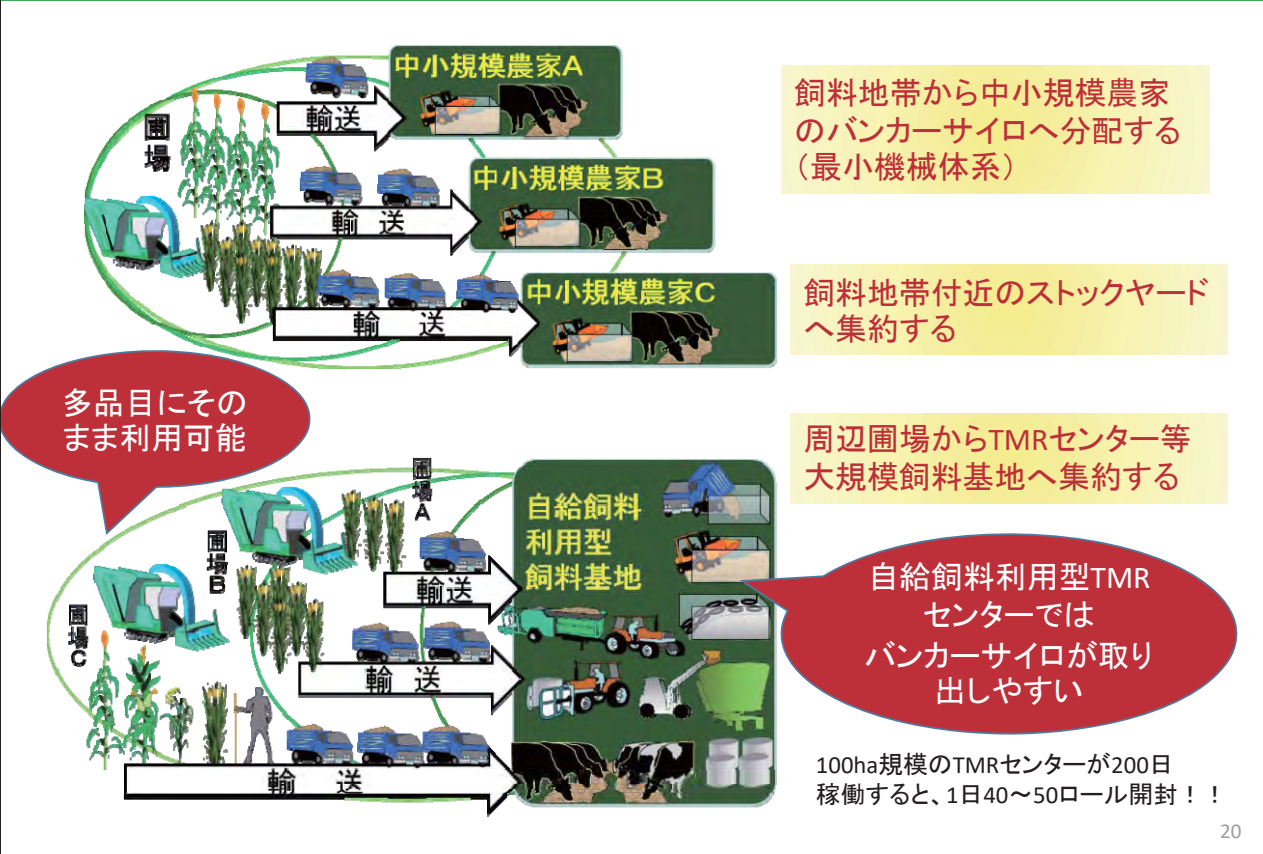 中小規模農家A
輸送
圃場
中小規模農家B
輸 送
中小規模農家C
輸 送
飼料地帯から中小規模農家
のバンカーサイロへ分配する
（最小機械体系）
飼料地帯付近のストックヤード
へ集約する
多品目にその
まま利用可能
周辺圃場からTMRセンター等
大規模飼料基地へ集約する
圃場A
圃場B
圃場C
輸送
輸 送
輸 送
自給飼料
利用型
飼料基地
自給飼料利用型TMR
センターでは
バンカーサイロが取り
出しやすい
100ha規模のTMRセンターが200日
稼働すると、1日40～50ロール開封！！
20